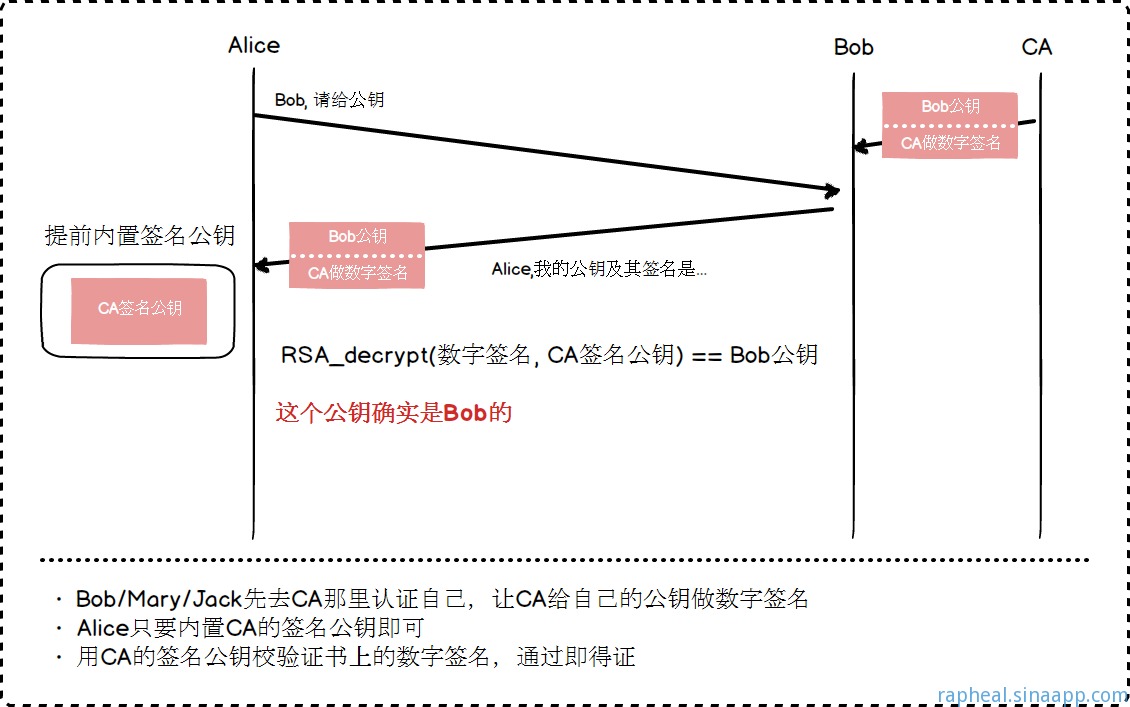 Alice
Bob
CA
Bob, 请给公钥
Bob公钥
CA做数字签名
提前内置签名公钥
CA签名公钥
Bob公钥
CA做数字签名
Alice,我的公钥及其签名是...
RSA_decrypt(数字签名, CA签名公钥) == Bob公钥
这个公钥确实是Bob的
· Bob/Mary/Jack先去CA那里认证自己，让CA给自己的公钥做数字签名
· Alice只要内置CA的签名公钥即可
· 用CA的签名公钥校验证书上的数字签名，通过即得证
rapheal.sinaapp.com